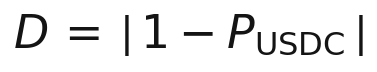 D = | 1 − P_USDC |